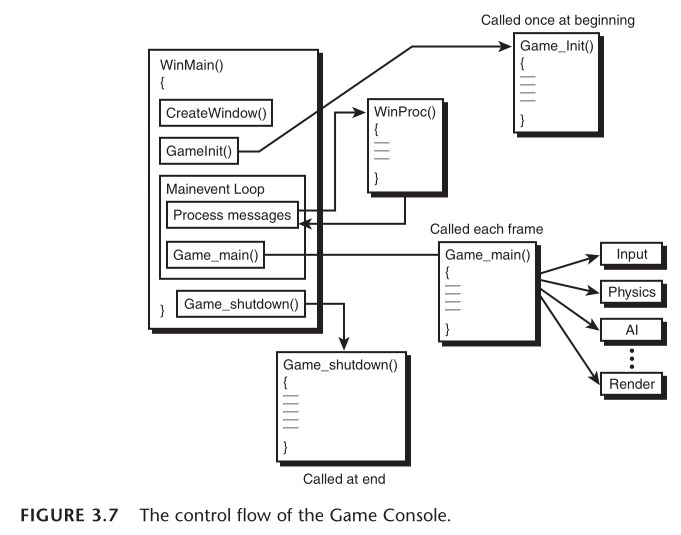 Called once at beginning
Game_Init()
{
}
WinMain()
{
CreateWindow()
GameInit()
WinProc()
{
}
Mainevent Loop
Process messages
Game_main()
Game_shutdown()
}
Called each frame
Game_main()
{
}
Input
Physics
AI
Render
Game_shutdown()
{
}
Called at end
FIGURE 3.7 The control flow of the Game Console.